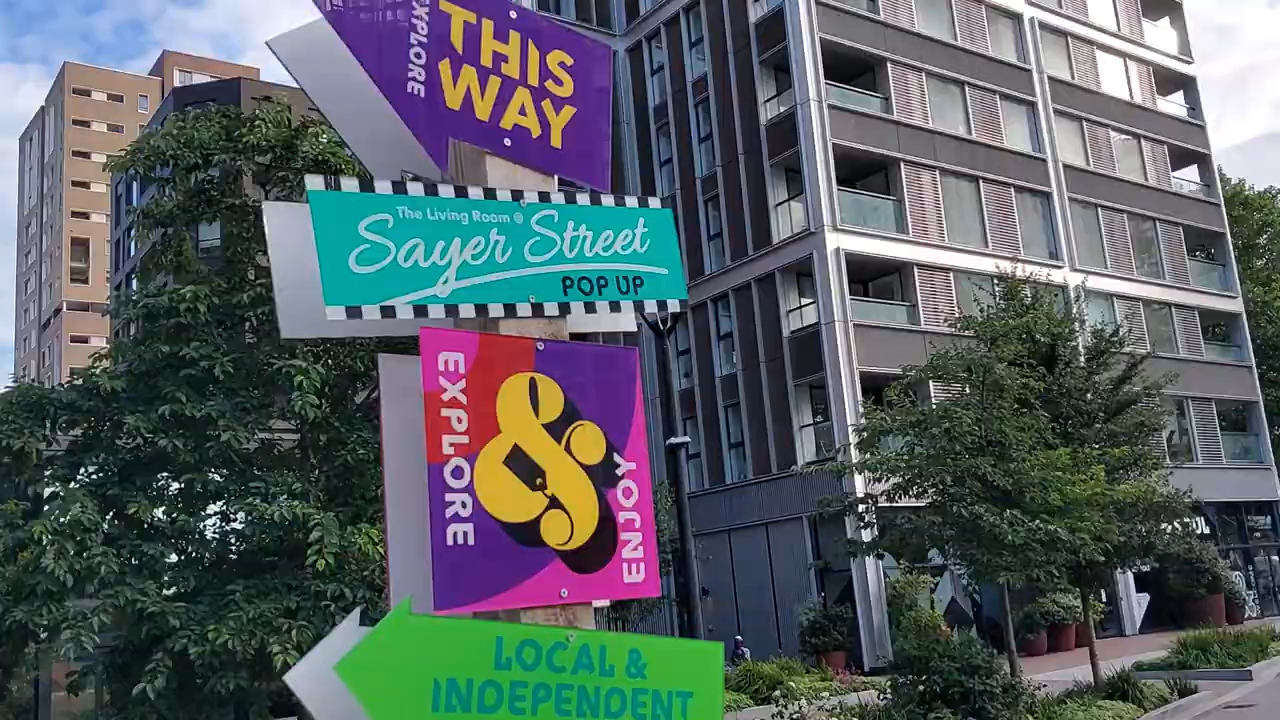 EXPLORE
THIS
WAY
The Living Room @
Sayer Street
POP UP
EXPLORE
&
ENJOY
LOCAL &
INDEPENDENT